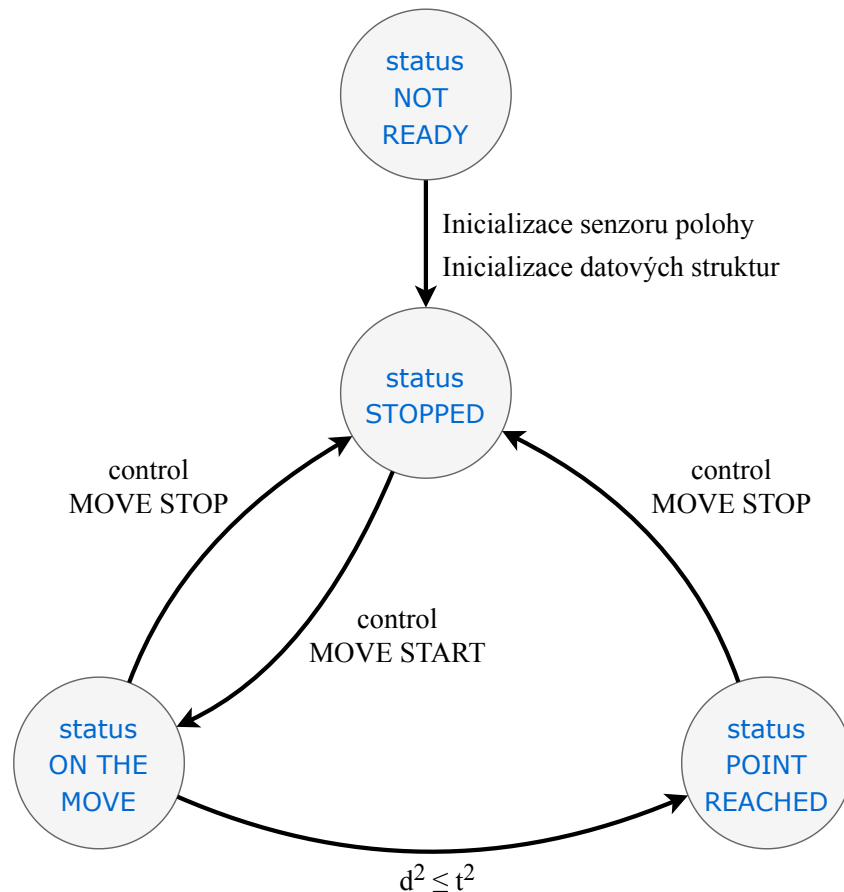 status
NOT
READY
Inicializace senzoru polohy
Inicializace datových struktur
status
STOPPED
control
MOVE STOP
control
MOVE STOP
control
MOVE START
status
ON THE
MOVE
status
POINT
REACHED
d² ≤ t²